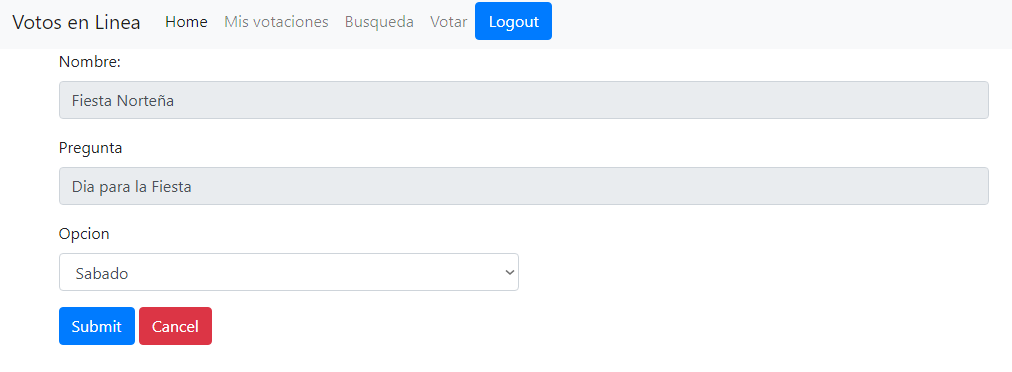 Votos en Linea Home Mis votaciones Busqueda Votar Logout
Nombre:
Fiesta Norteña
Pregunta
Dia para la Fiesta
Opcion
Sabado
Submit Cancel